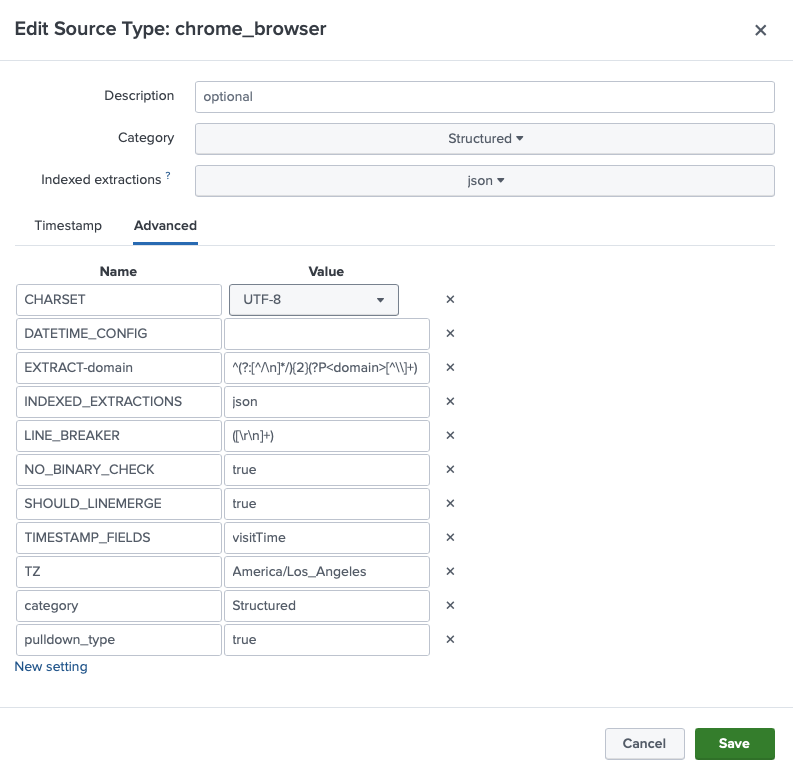 Edit Source Type: chrome_browser ×
Description optional
Category Structured
Indexed extractions ? json
Timestamp Advanced
Name Value
CHARSET UTF-8 ×
DATETIME_CONFIG ×
EXTRACT-domain ^(?:[^/\n]*/){2}(?P<domain>[^\\]+) ×
INDEXED_EXTRACTIONS json ×
LINE_BREAKER ([\r\n]+) ×
NO_BINARY_CHECK true ×
SHOULD_LINEMERGE true ×
TIMESTAMP_FIELDS visitTime ×
TZ America/Los_Angeles ×
category Structured ×
pulldown_type true ×
New setting
Cancel Save